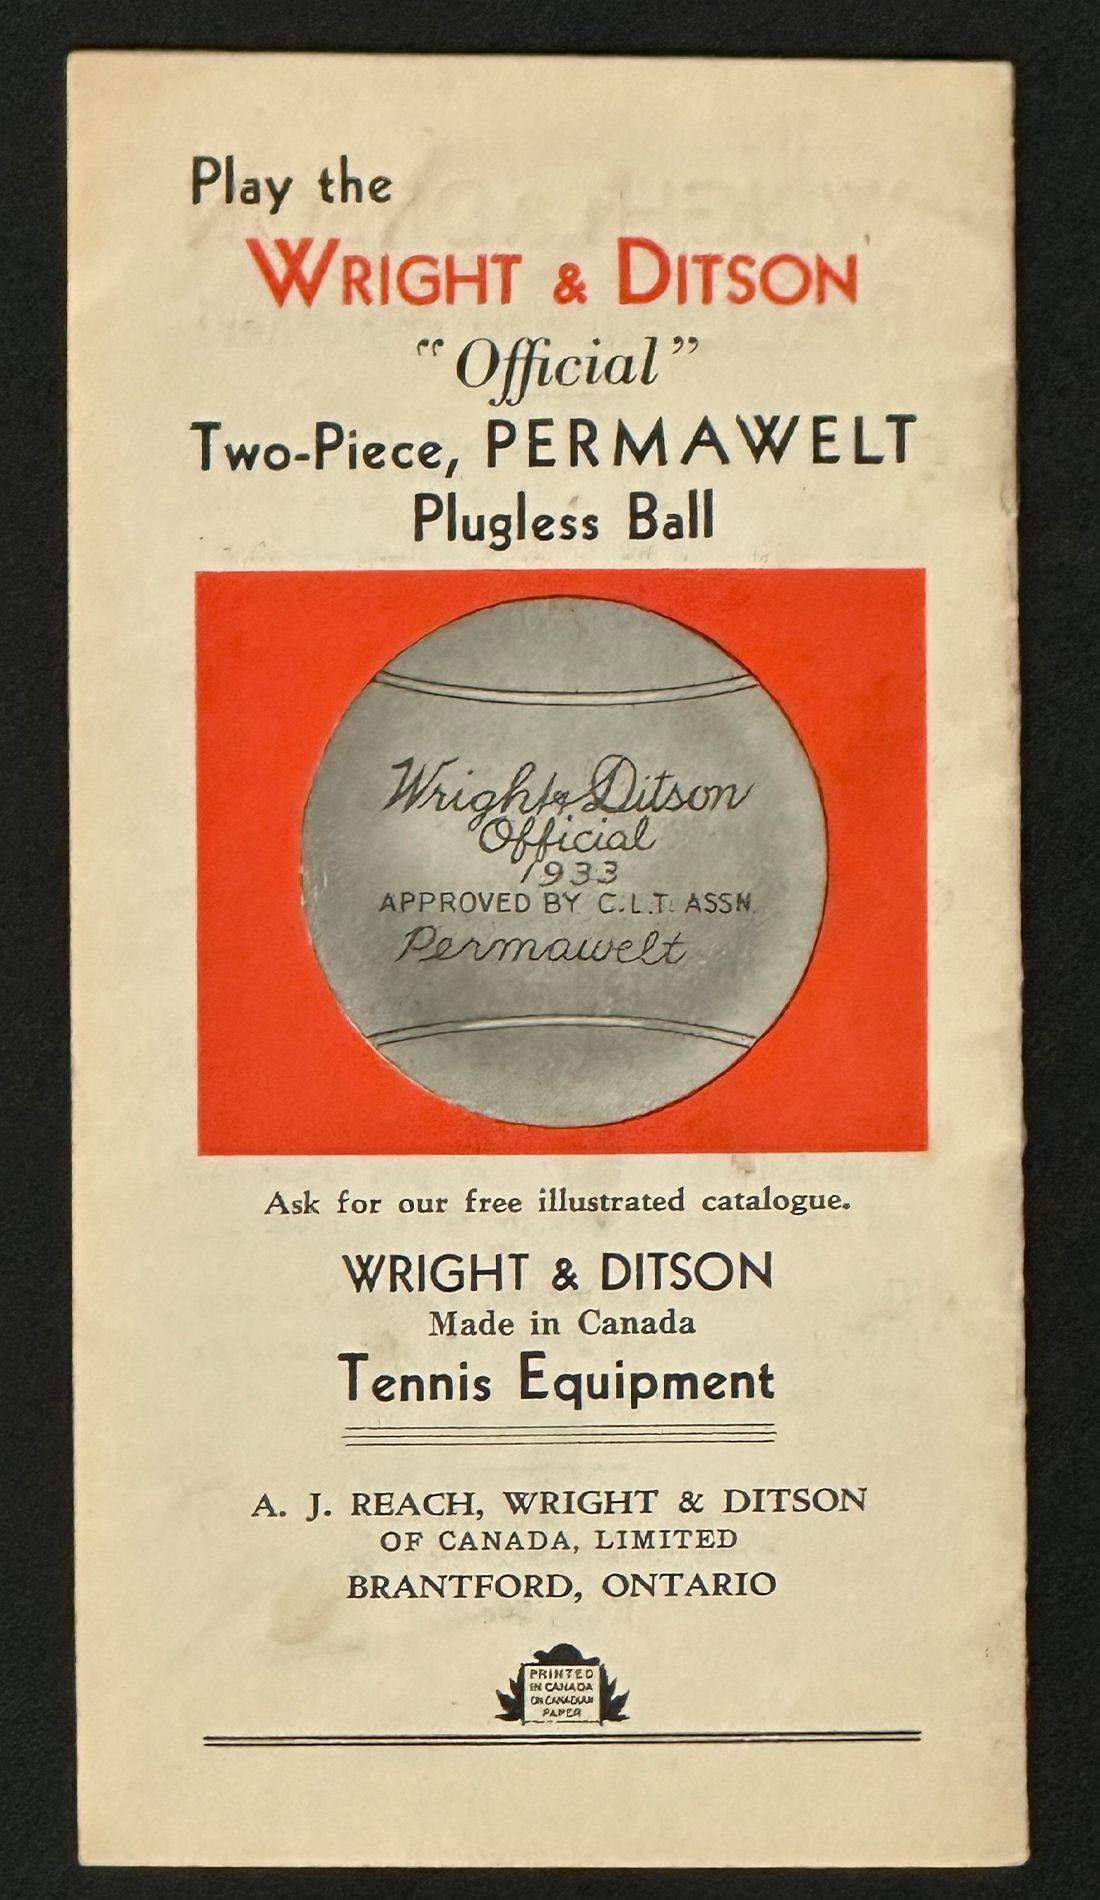 Play the
WRIGHT & DITSON
"Official"
Two-Piece, PERMAWELT
Plugless Ball
Wright & Ditson
Official
1933
APPROVED BY C.L.T. ASSN.
Permawelt
Ask for our free illustrated catalogue.
WRIGHT & DITSON
Made in Canada
Tennis Equipment
A. J. REACH, WRIGHT & DITSON
OF CANADA, LIMITED
BRANTFORD, ONTARIO
PRINTED
IN CANADA
ON CANADIAN
PAPER